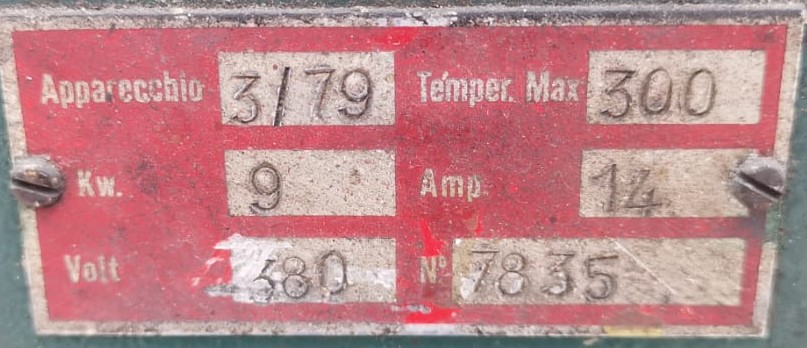 Apparecchio 3/79 Temper. Max 300
Kw. 9 Amp. 14
Volt 380 N° 7835